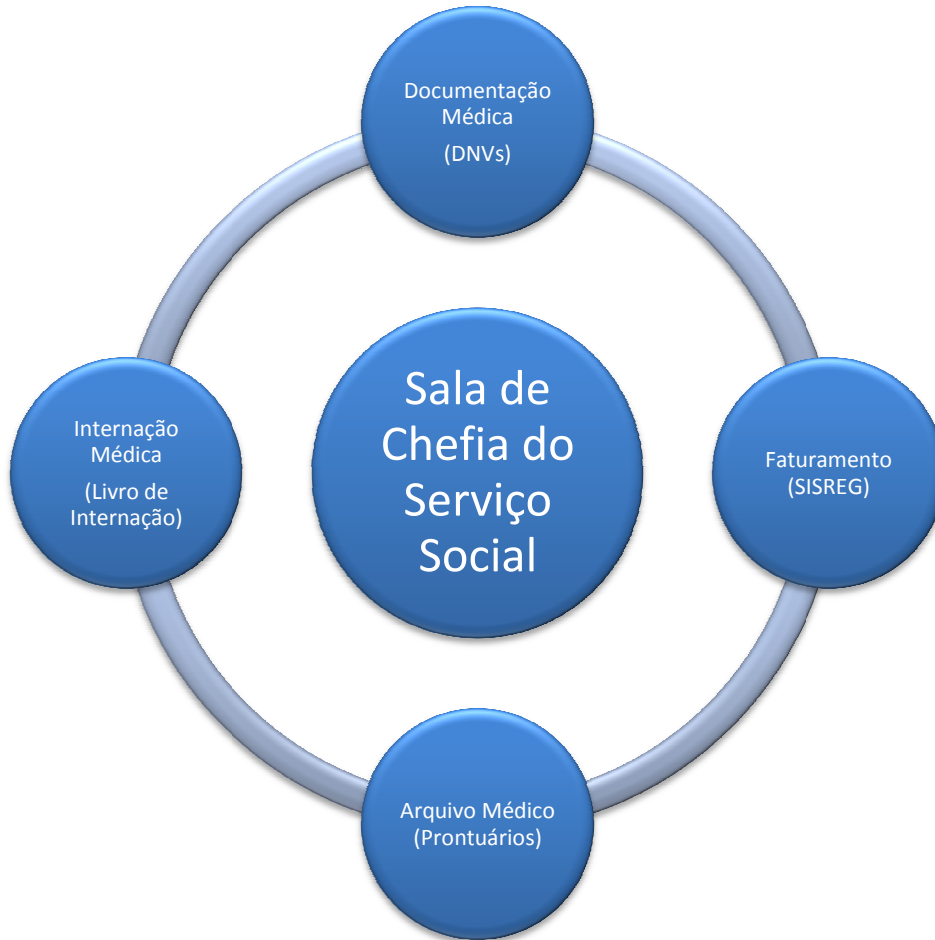 Documentação
Médica
(DNVs)
Sala de
Chefia do
Serviço
Social
Internação
Médica
(Livro de
Internação)
Faturamento
(SISREG)
Arquivo Médico
(Prontuários)